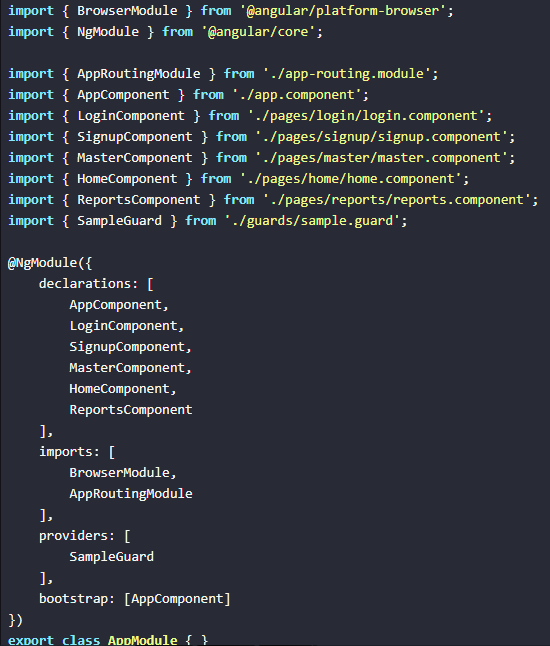 import { BrowserModule } from '@angular/platform-browser';
import { NgModule } from '@angular/core';

import { AppRoutingModule } from './app-routing.module';
import { AppComponent } from './app.component';
import { LoginComponent } from './pages/login/login.component';
import { SignupComponent } from './pages/signup/signup.component';
import { MasterComponent } from './pages/master/master.component';
import { HomeComponent } from './pages/home/home.component';
import { ReportsComponent } from './pages/reports/reports.component';
import { SampleGuard } from './guards/sample.guard';

@NgModule({
    declarations: [
        AppComponent,
        LoginComponent,
        SignupComponent,
        MasterComponent,
        HomeComponent,
        ReportsComponent
    ],
    imports: [
        BrowserModule,
        AppRoutingModule
    ],
    providers: [
        SampleGuard
    ],
    bootstrap: [AppComponent]
})
export class AppModule { }